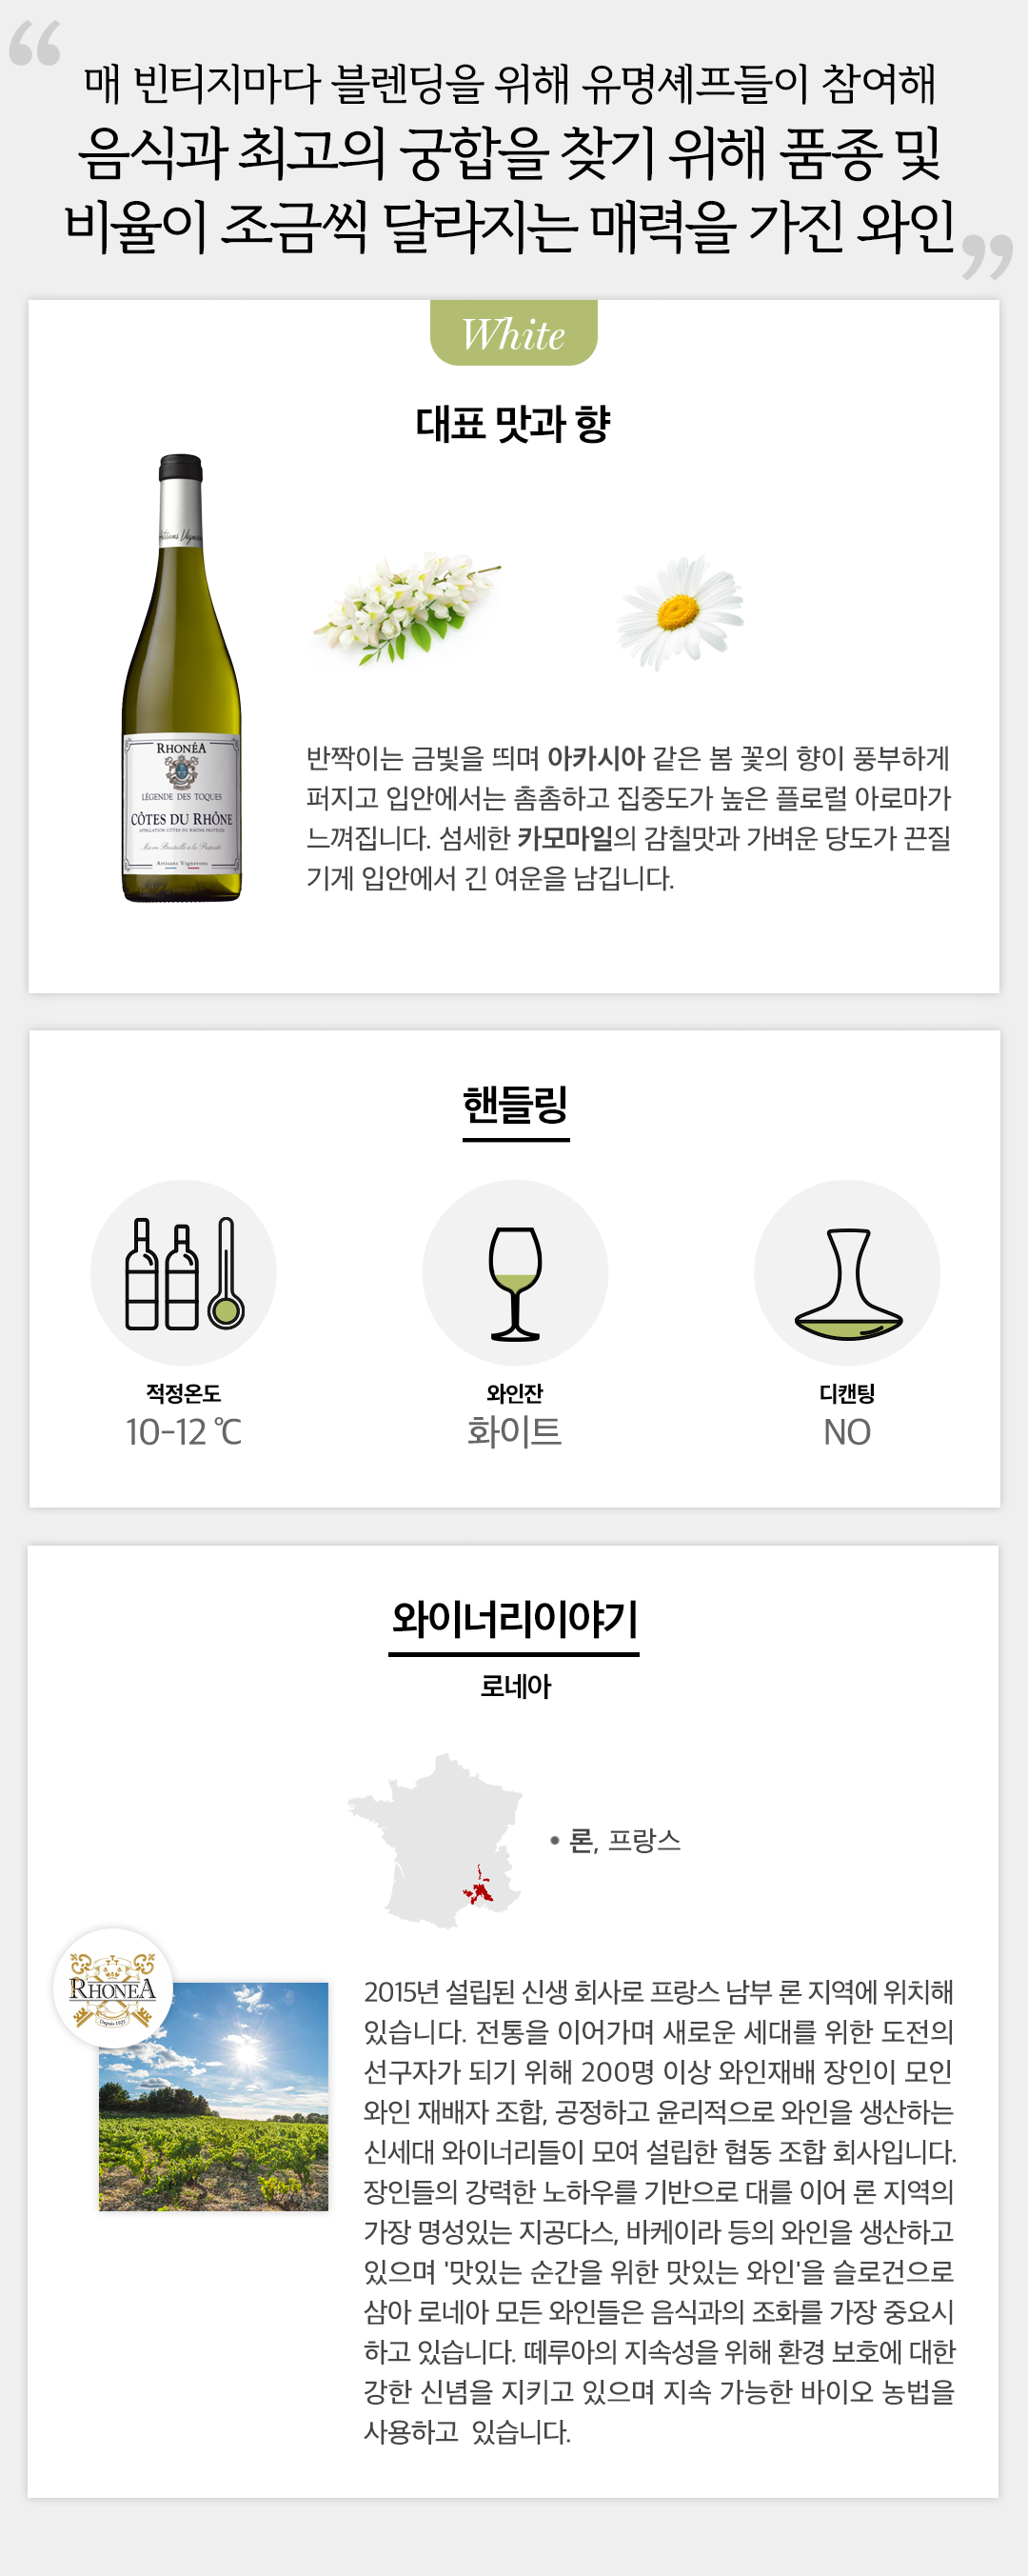 “
매 빈티지마다 블렌딩을 위해 유명셰프들이 참여해
음식과 최고의 궁합을 찾기 위해 품종 및
비율이 조금씩 달라지는 매력을 가진 와인
”
White
대표 맛과 향
RHONÉA
LÉGENDE DES TOQUES
CÔTES DU RHÔNE
APPELLATION CÔTES DU RHÔNE PROTÉGÉE
Mis en Bouteille à la Propriété
Artisans Vignerons
반짝이는 금빛을 띄며 아카시아 같은 봄 꽃의 향이 풍부하게
퍼지고 입안에서는 촘촘하고 집중도가 높은 플로럴 아로마가
느껴집니다. 섬세한 카모마일의 감칠맛과 가벼운 당도가 끈질
기게 입안에서 긴 여운을 남깁니다.
핸들링
적정온도
10-12 ℃
와인잔
화이트
디캔팅
NO
와이너리이야기
로네아
• 론, 프랑스
RHONÉA
Depuis 1925
2015년 설립된 신생 회사로 프랑스 남부 론 지역에 위치해
있습니다. 전통을 이어가며 새로운 세대를 위한 도전의
선구자가 되기 위해 200명 이상 와인재배 장인이 모인
와인 재배자 조합, 공정하고 윤리적으로 와인을 생산하는
신세대 와이너리들이 모여 설립한 협동 조합 회사입니다.
장인들의 강력한 노하우를 기반으로 대를 이어 론 지역의
가장 명성있는 지공다스, 바케이라 등의 와인을 생산하고
있으며 '맛있는 순간을 위한 맛있는 와인'을 슬로건으로
삼아 로네아 모든 와인들은 음식과의 조화를 가장 중요시
하고 있습니다. 떼루아의 지속성을 위해 환경 보호에 대한
강한 신념을 지키고 있으며 지속 가능한 바이오 농법을
사용하고 있습니다.